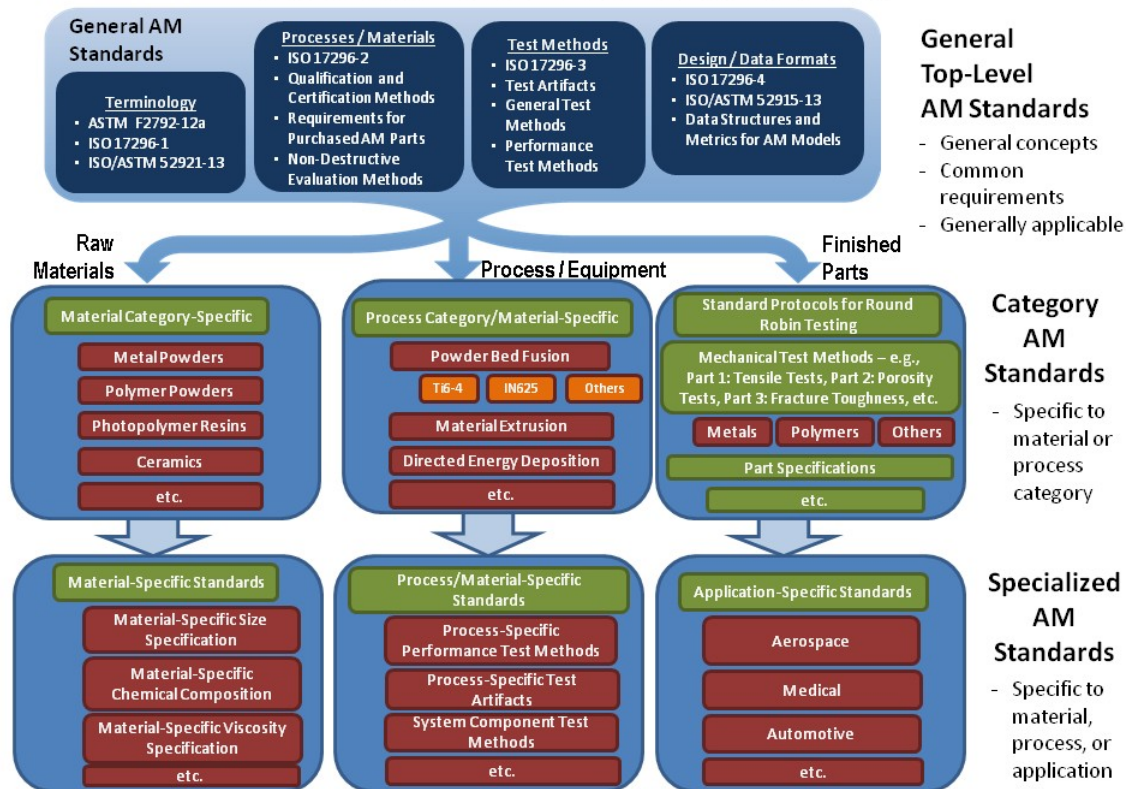 General AM
Standards
Terminology
• ASTM F2792-12a
• ISO 17296-1
• ISO/ASTM 52921-13
Processes / Materials
• ISO 17296-2
• Qualification and
Certification Methods
• Requirements for
Purchased AM Parts
• Non-Destructive
Evaluation Methods
Test Methods
• ISO 17296-3
• Test Artifacts
• General Test
Methods
• Performance
Test Methods
Design / Data Formats
• ISO 17296-4
• ISO/ASTM 52915-13
• Data Structures and
Metrics for AM Models
General
Top-Level
AM Standards
- General concepts
- Common
requirements
- Generally applicable
Raw
Materials
Process / Equipment
Finished
Parts
Material Category-Specific
Metal Powders
Polymer Powders
Photopolymer Resins
Ceramics
etc.
Process Category/Material-Specific
Powder Bed Fusion
Ti6-4
IN625
Others
Material Extrusion
Directed Energy Deposition
etc.
Standard Protocols for Round
Robin Testing
Mechanical Test Methods – e.g.,
Part 1: Tensile Tests, Part 2: Porosity
Tests, Part 3: Fracture Toughness, etc.
Metals
Polymers
Others
Part Specifications
etc.
Category
AM
Standards
- Specific to
material or
process
category
Material-Specific Standards
Material-Specific Size
Specification
Material-Specific
Chemical Composition
Material-Specific Viscosity
Specification
etc.
Process/Material-Specific
Standards
Process-Specific
Performance Test Methods
Process-Specific Test
Artifacts
System Component Test
Methods
etc.
Application-Specific Standards
Aerospace
Medical
Automotive
etc.
Specialized
AM
Standards
- Specific to
material,
process, or
application